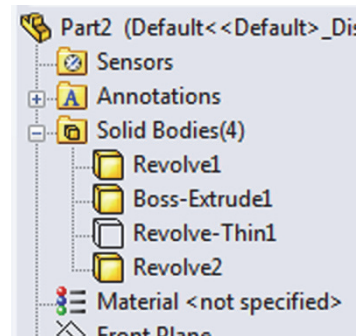 Part2 (Default<<Default>_Dis
Sensors
Annotations
Solid Bodies(4)
Revolve1
Boss-Extrude1
Revolve-Thin1
Revolve2
Material <not specified>
Front Plane